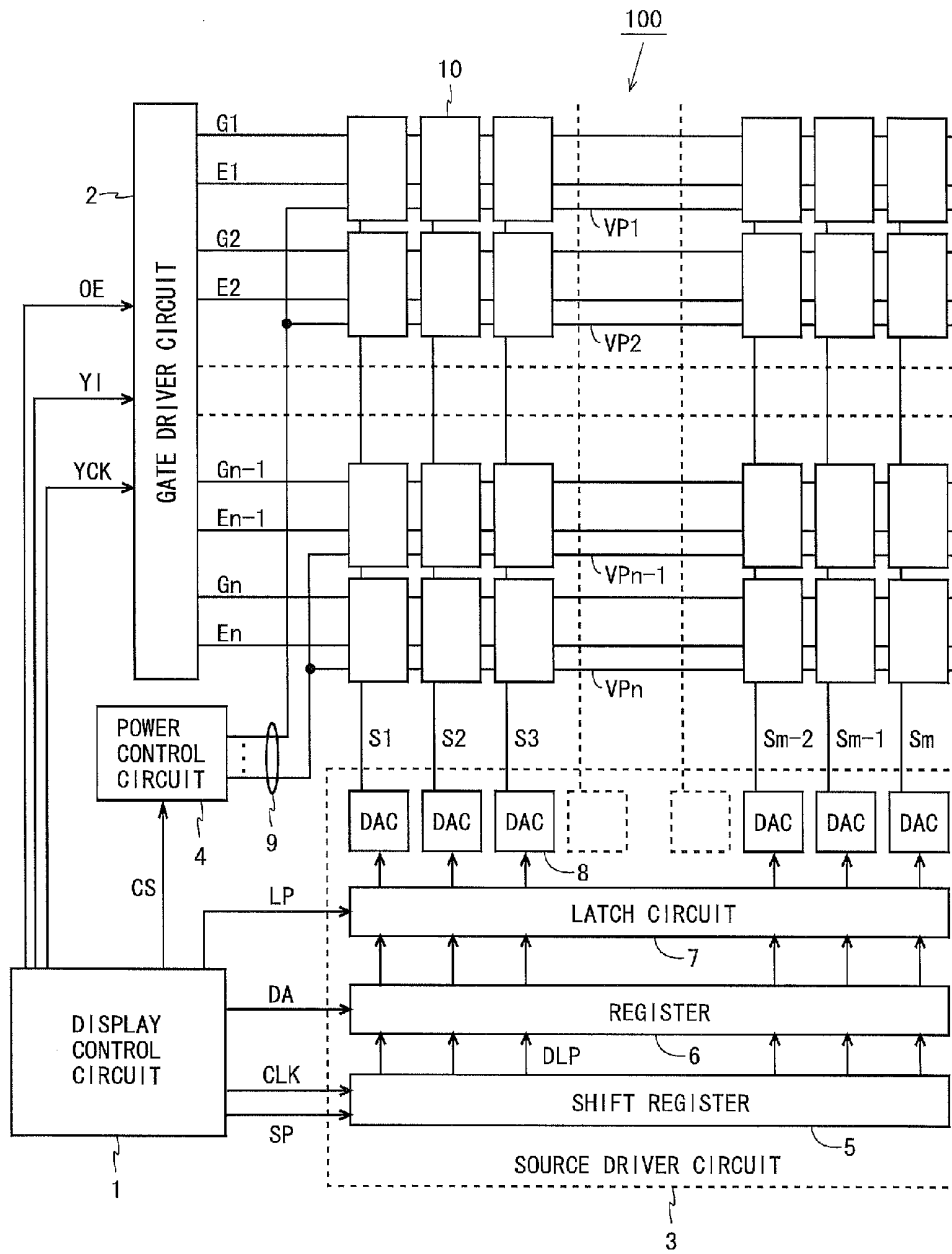 100
10
G1
E1
2
VP1
G2
E2
OE
VP2
YI
GATE DRIVER CIRCUIT
YCK
Gn-1
En-1
VPn-1
Gn
En
VPn
POWER
CONTROL
CIRCUIT
S1 S2 S3 Sm-2 Sm-1 Sm
4
9
DAC DAC DAC DAC DAC DAC
8
CS
LP
LATCH CIRCUIT
7
DA
REGISTER
6
DISPLAY
CONTROL
CIRCUIT
DLP
CLK
SHIFT REGISTER
SP
5
1
SOURCE DRIVER CIRCUIT
3